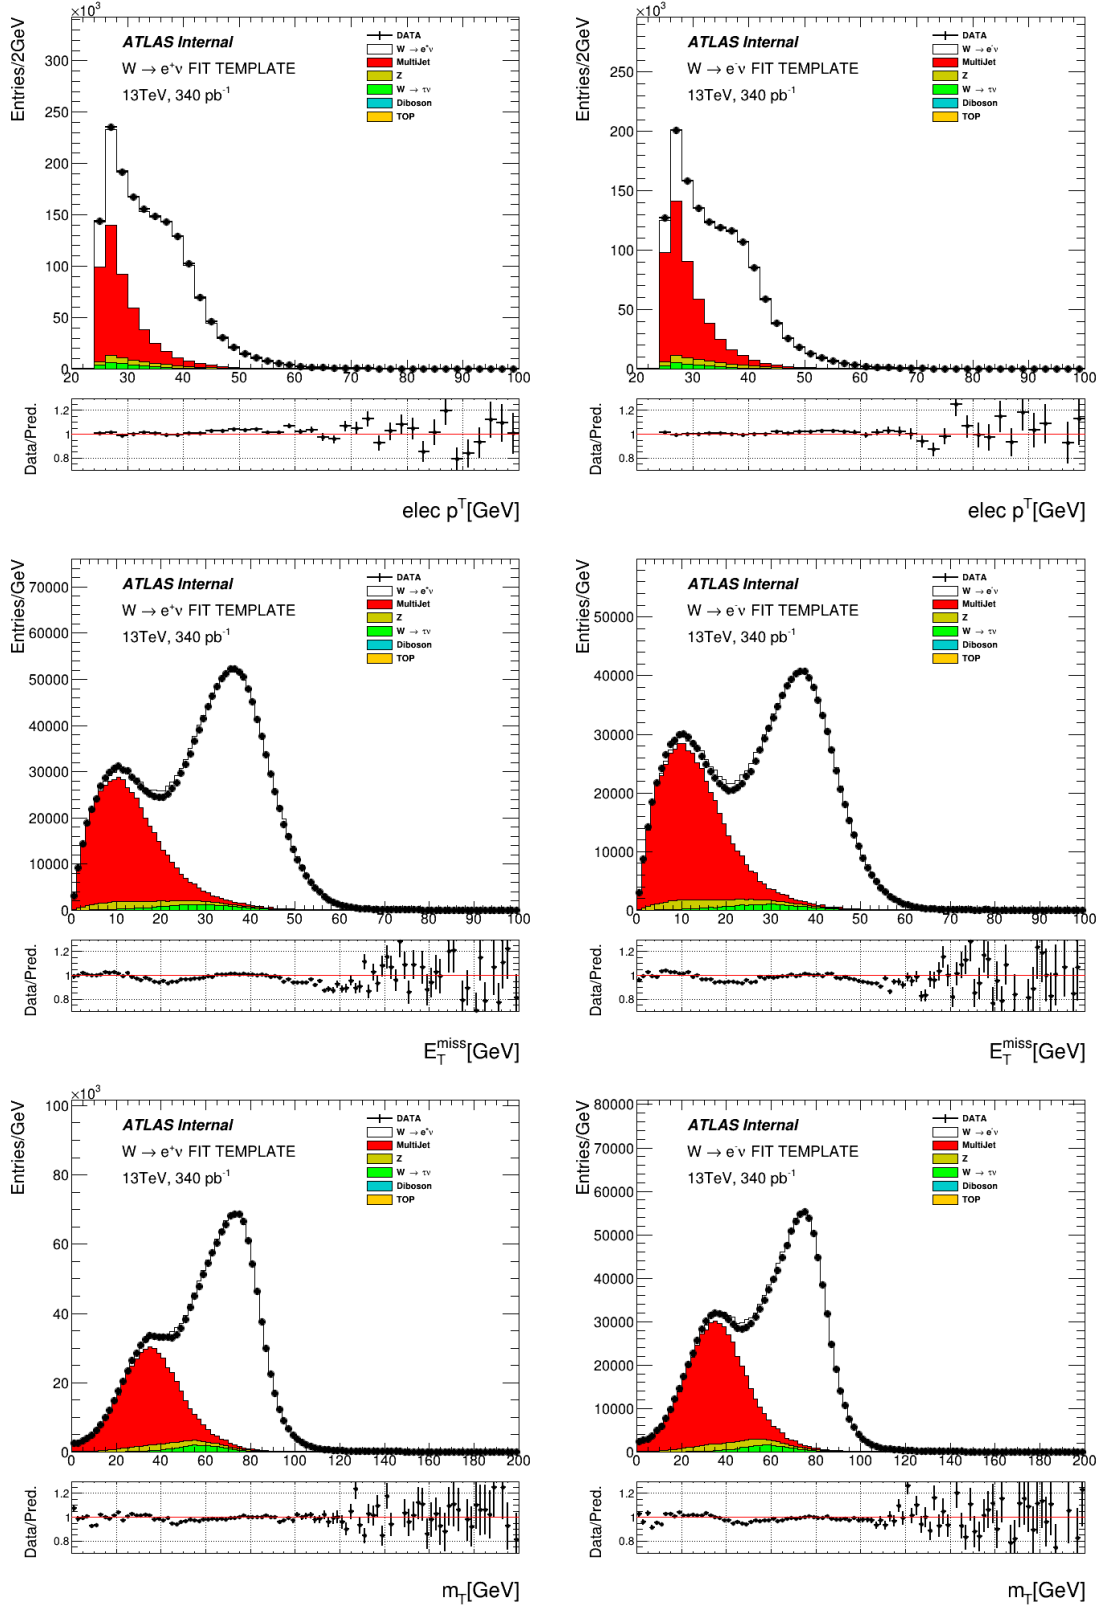 ×10³
Entries/2GeV
350
300
250
200
150
100
50
0
ATLAS Internal
W → e⁺ν FIT TEMPLATE
13TeV, 340 pb⁻¹
DATA
W → e⁺ν
MultiJet
Z
W → τν
Diboson
TOP
20 30 40 50 60 70 80 90 100
Data/Pred.
1.2
1
0.8
elec pᵀ[GeV]
×10³
Entries/2GeV
250
200
150
100
50
0
ATLAS Internal
W → e⁻ν FIT TEMPLATE
13TeV, 340 pb⁻¹
DATA
W → e⁻ν
MultiJet
Z
W → τν
Diboson
TOP
20 30 40 50 60 70 80 90 100
Data/Pred.
1.2
1
0.8
elec pᵀ[GeV]
Entries/GeV
70000
60000
50000
40000
30000
20000
10000
0
ATLAS Internal
W → e⁺ν FIT TEMPLATE
13TeV, 340 pb⁻¹
DATA
W → e⁺ν
MultiJet
Z
W → τν
Diboson
TOP
0 10 20 30 40 50 60 70 80 90 100
Data/Pred.
1.2
1
0.8
E_T^miss[GeV]
Entries/GeV
50000
40000
30000
20000
10000
0
ATLAS Internal
W → e⁻ν FIT TEMPLATE
13TeV, 340 pb⁻¹
DATA
W → e⁻ν
MultiJet
Z
W → τν
Diboson
TOP
0 10 20 30 40 50 60 70 80 90 100
Data/Pred.
1.2
1
0.8
E_T^miss[GeV]
×10³
Entries/GeV
100
80
60
40
20
0
ATLAS Internal
W → e⁺ν FIT TEMPLATE
13TeV, 340 pb⁻¹
DATA
W → e⁺ν
MultiJet
Z
W → τν
Diboson
TOP
0 20 40 60 80 100 120 140 160 180 200
Data/Pred.
1.2
1
0.8
m_T[GeV]
Entries/GeV
80000
70000
60000
50000
40000
30000
20000
10000
0
ATLAS Internal
W → e⁻ν FIT TEMPLATE
13TeV, 340 pb⁻¹
DATA
W → e⁻ν
MultiJet
Z
W → τν
Diboson
TOP
0 20 40 60 80 100 120 140 160 180 200
Data/Pred.
1.2
1
0.8
m_T[GeV]